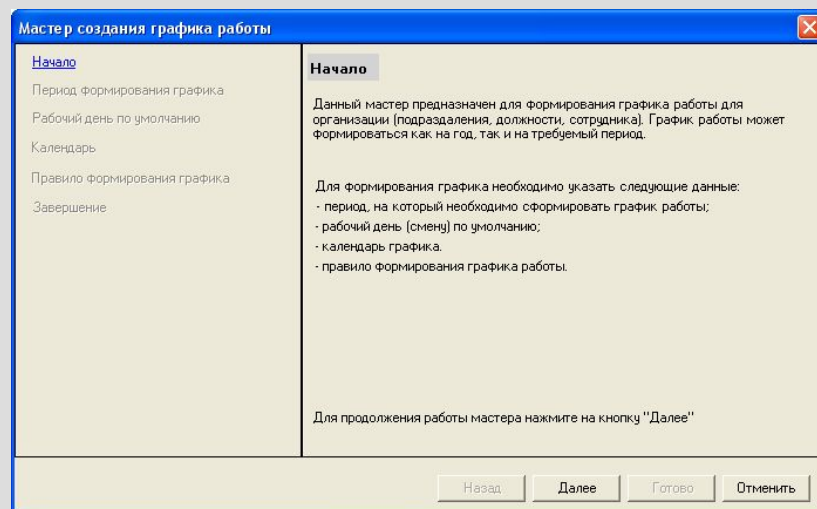 Мастер создания графика работы
Начало
Период формирования графика
Рабочий день по умолчанию
Календарь
Правило формирования графика
Завершение
Начало
Данный мастер предназначен для формирования графика работы для
организации (подраздаления, должности, сотрудника). График работы может
формироваться как на год, так и на требуемый период.
Для формирования графика необходимо указать следующие данные:
- период, на который необходимо сформировать график работы;
- рабочий день (смену) по умолчанию;
- календарь графика.
- правило формирования графика работы.
Для продолжения работы мастера нажмите на кнопку "Далее"
Назад Далее Готово Отменить